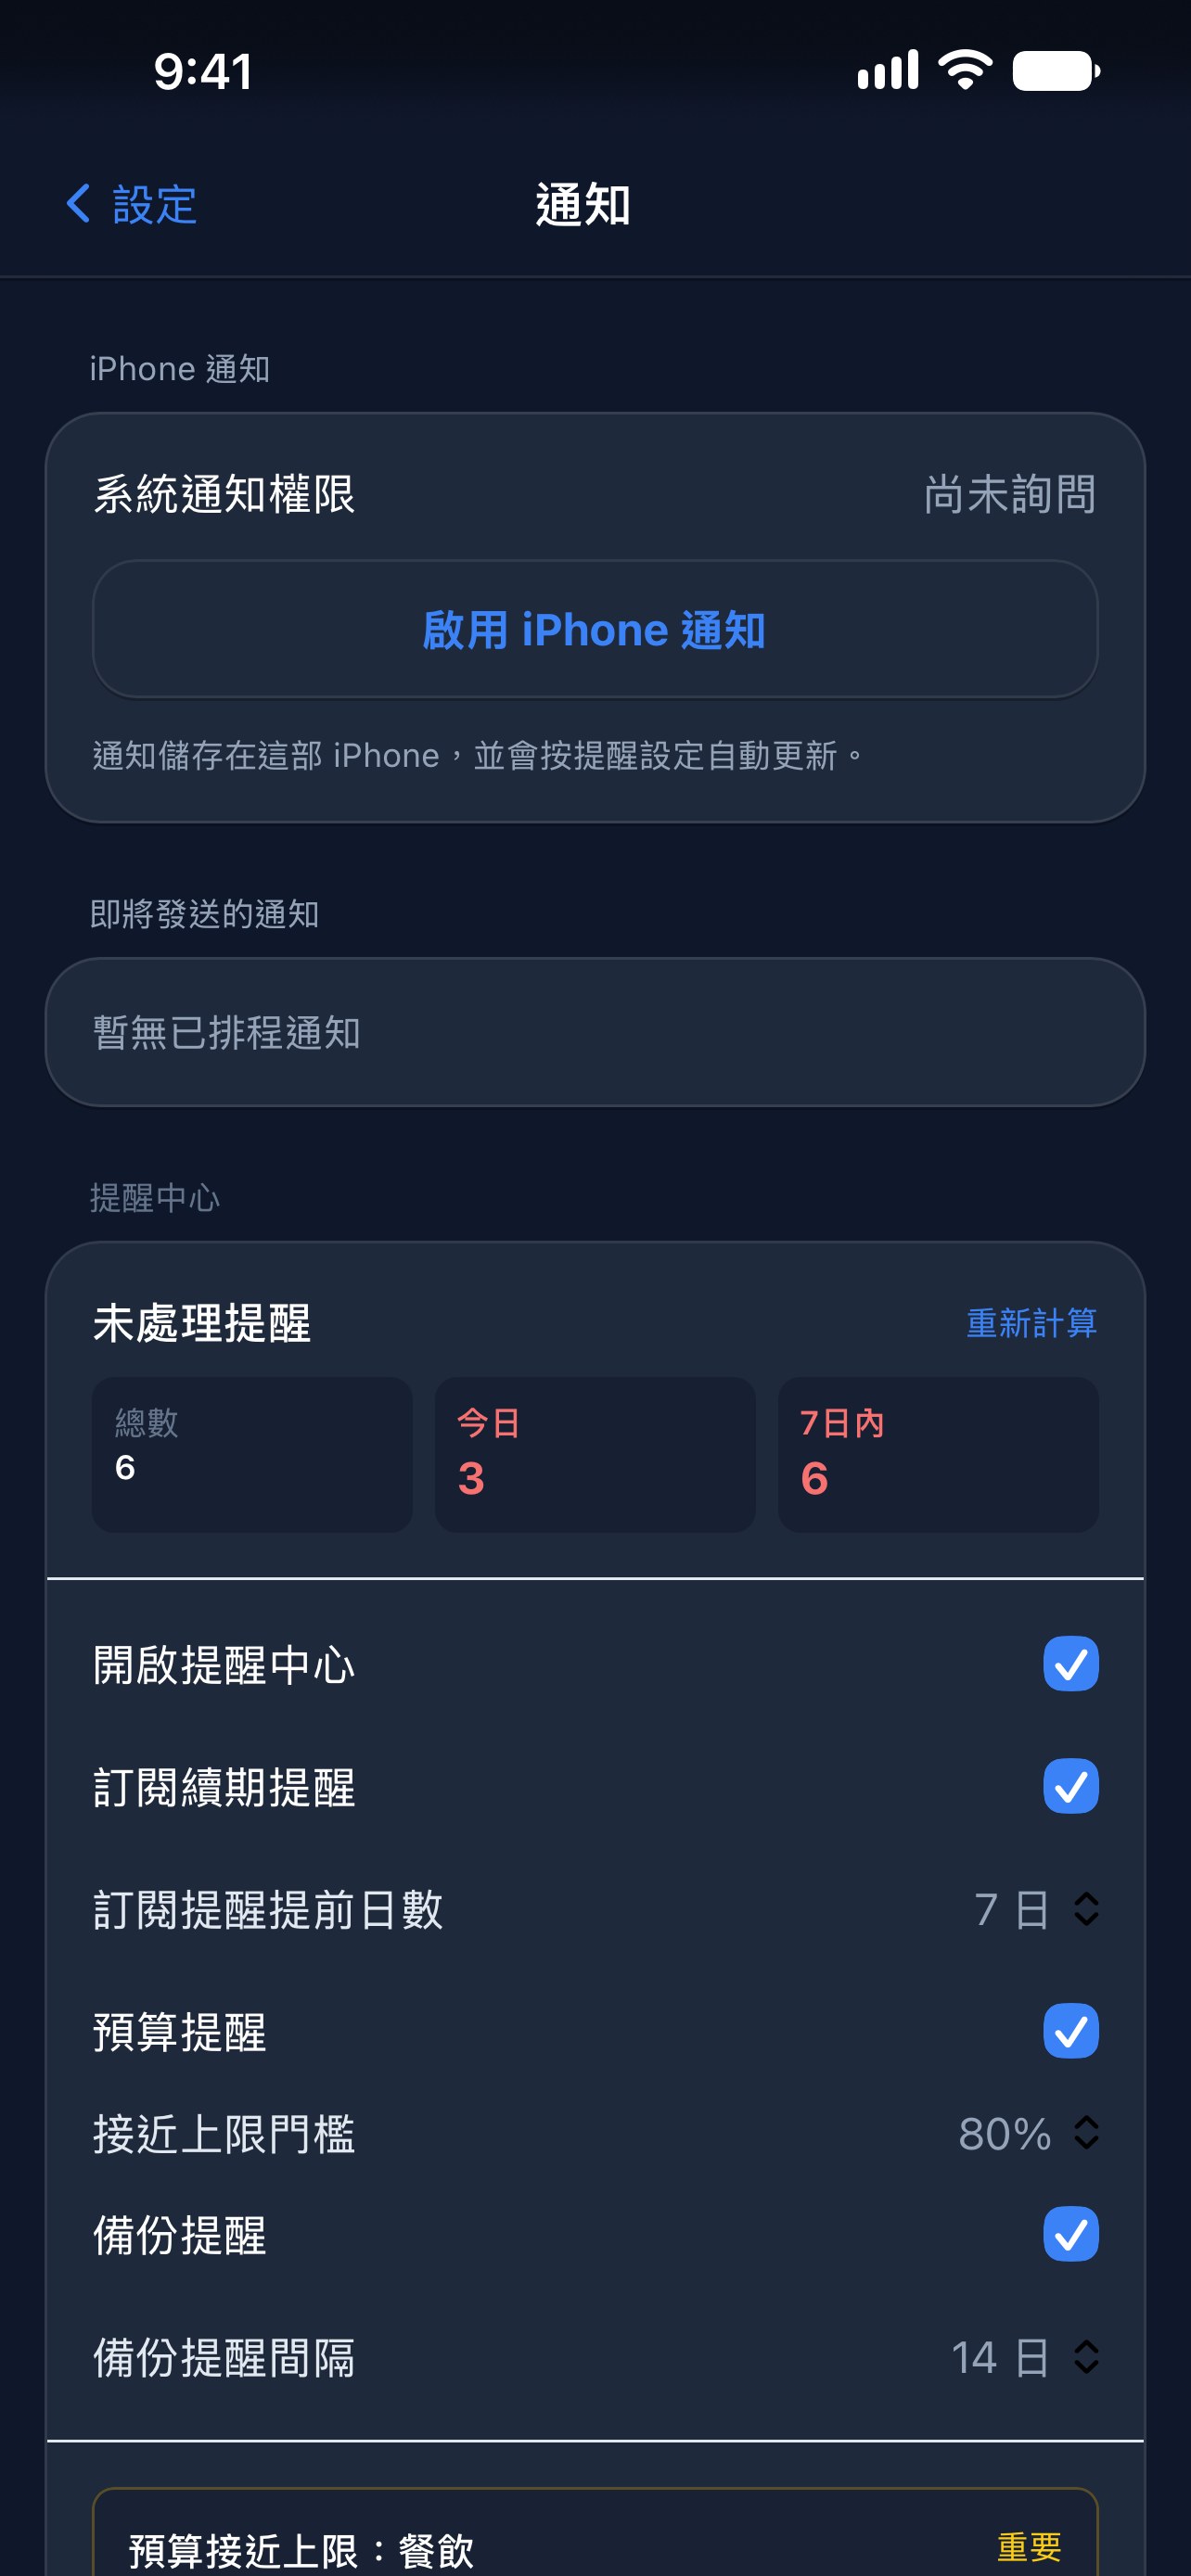 9:41
設定
通知
iPhone 通知
系統通知權限 尚未詢問
啟用 iPhone 通知
通知儲存在這部 iPhone，並會按提醒設定自動更新。
即將發送的通知
暫無已排程通知
提醒中心
未處理提醒 重新計算
總數 今日 7日內
6 3 6
開啟提醒中心
訂閱續期提醒
訂閱提醒提前日數 7 日
預算提醒
接近上限門檻 80%
備份提醒
備份提醒間隔 14 日
預算接近上限：餐飲 重要